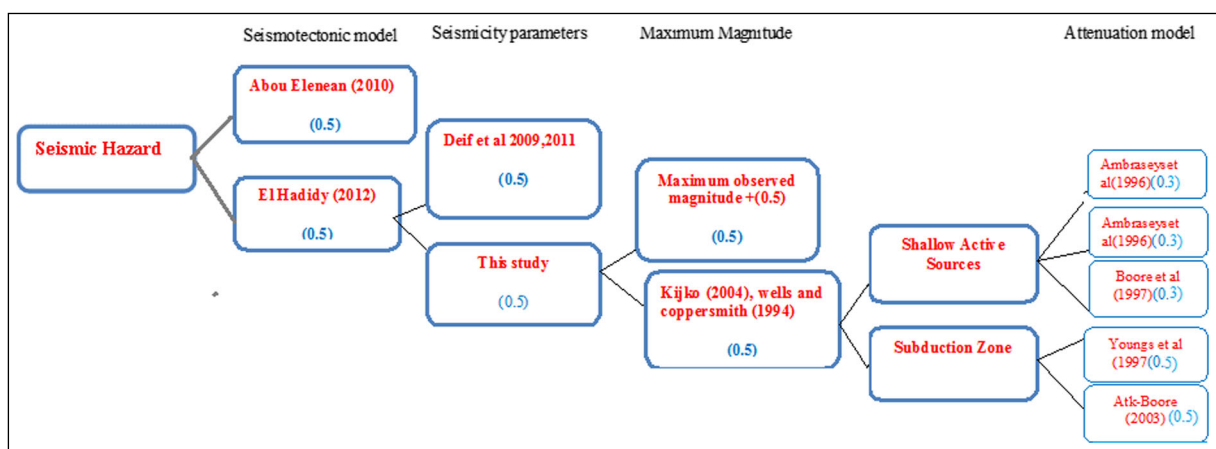 Seismotectonic model
Seismicity parameters
Maximum Magnitude
Attenuation model
Seismic Hazard
Abou Elenean (2010)
(0.5)
El Hadidy (2012)
(0.5)
Deif et al 2009,2011
(0.5)
This study
(0.5)
Maximum observed
magnitude +(0.5)
(0.5)
Kijko (2004), wells and
coppersmith (1994)
(0.5)
Shallow Active
Sources
Subduction Zone
Ambraseyset
al(1996)(0.3)
Ambraseyset
al(1996)(0.3)
Boore et al
(1997)(0.3)
Youngs et al
(1997(0.5)
Atk-Boore
(2003) (0.5)